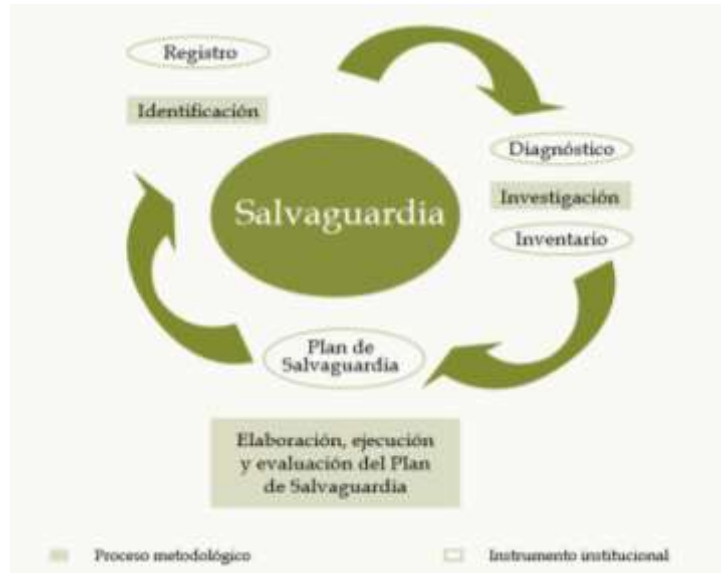 Registro
Identificación
Diagnóstico
Salvaguardia
Investigación
Inventario
Plan de
Salvaguardia
Elaboración, ejecución
y evaluación del Plan
de Salvaguardia
Proceso metodológico
Instrumento institucional